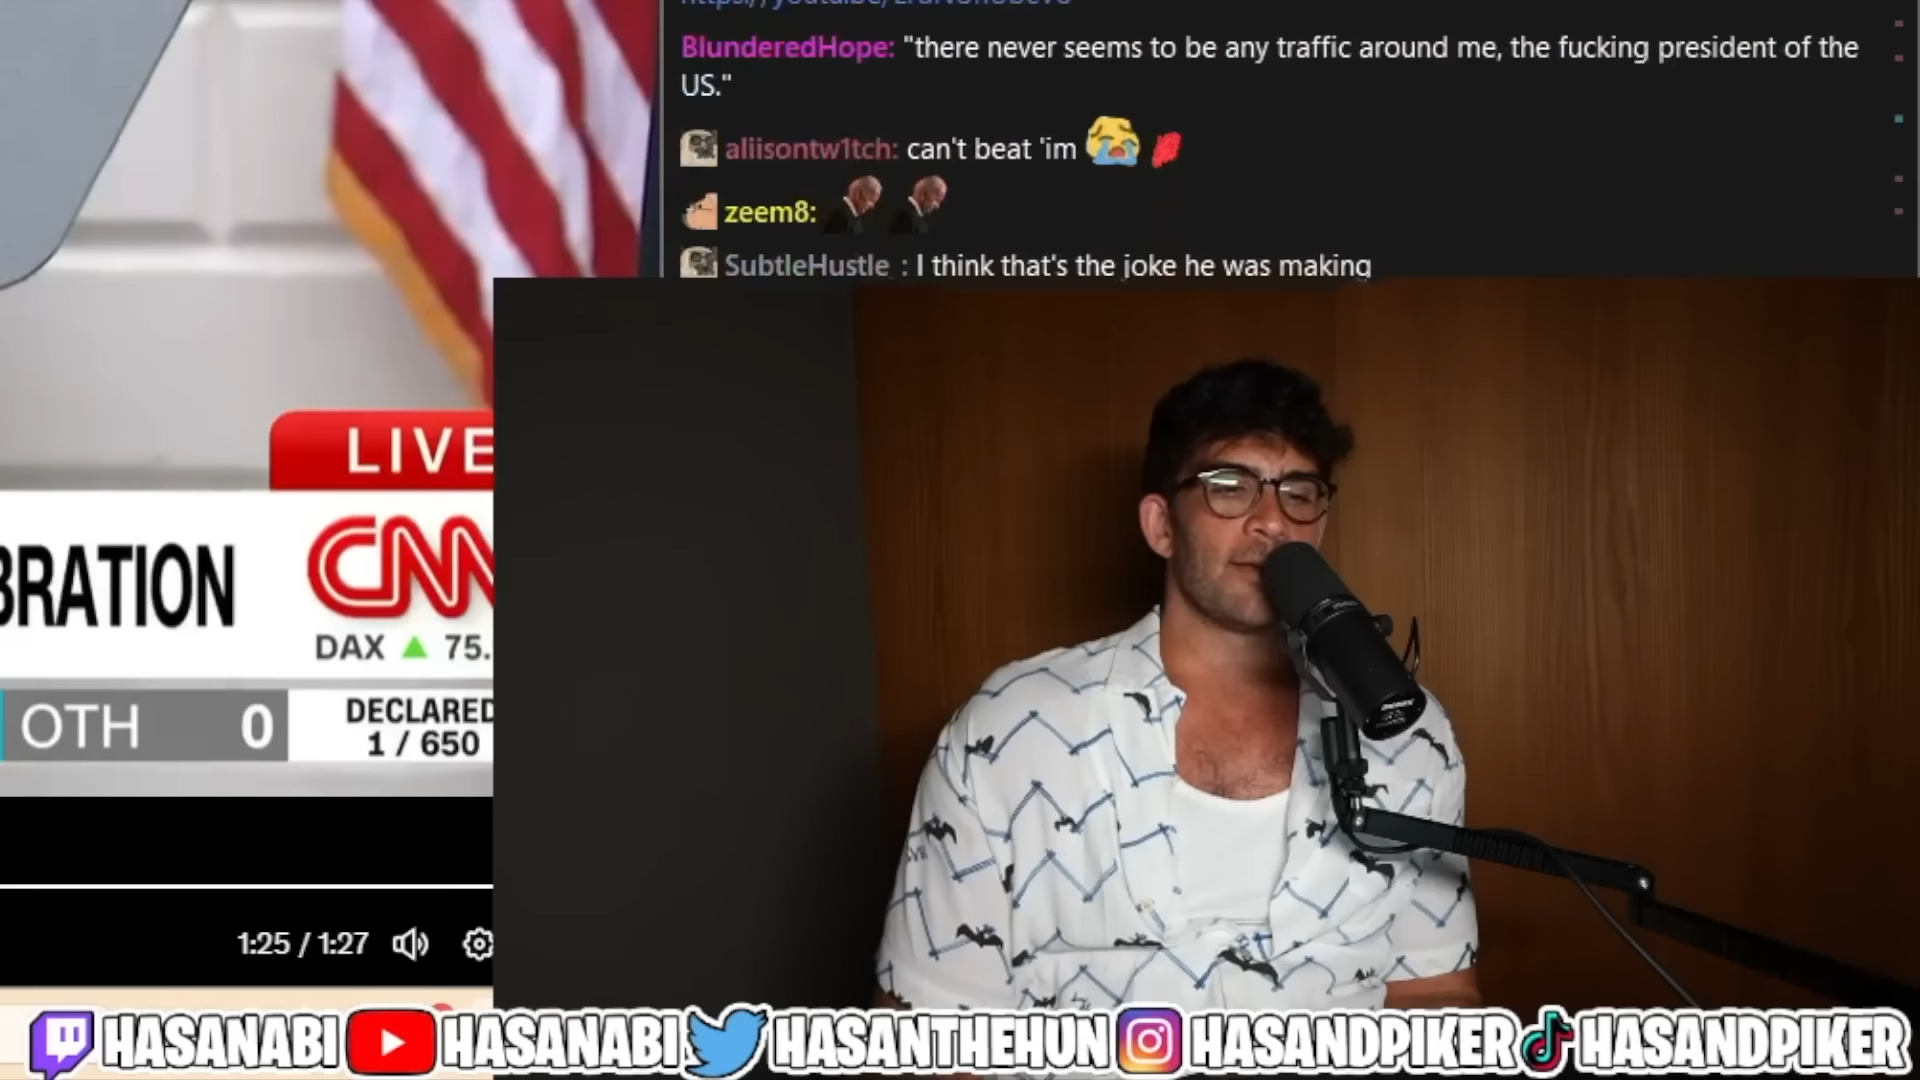 BlunderedHope: "there never seems to be any traffic around me, the fucking president of the
US."
aliisontw1tch: can't beat 'im
zeem8:
SubtleHustle_: I think that's the joke he was making
LIVE
BRATION
CNN
DAX ▲ 75.
OTH 0
DECLARED
1 / 650
1:25 / 1:27
HASANABI HASANABI HASANTHEHUN HASANDPIKER HASANDPIKER